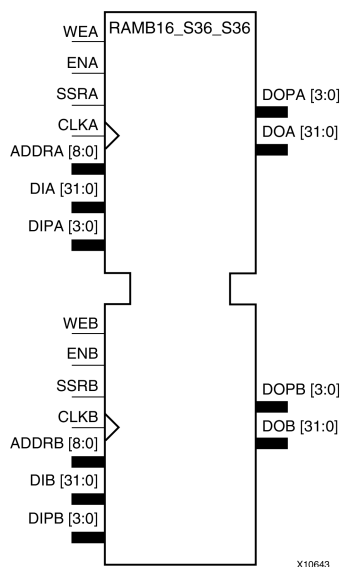 RAMB16_S36_S36
WEA
ENA
SSRA
CLKA
ADDRA [8:0]
DIA [31:0]
DIPA [3:0]
DOPA [3:0]
DOA [31:0]
WEB
ENB
SSRB
CLKB
ADDRB [8:0]
DIB [31:0]
DIPB [3:0]
DOPB [3:0]
DOB [31:0]
X10643